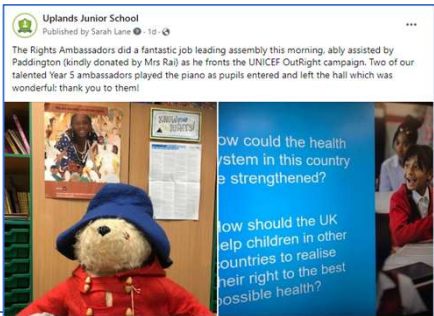 Uplands Junior School
Published by Sarah Lane · 1d ·
The Rights Ambassadors did a fantastic job leading assembly this morning, ably assisted by
Paddington (kindly donated by Mrs Rai) as he fronts the UNICEF OutRight campaign. Two of our
talented Year 5 ambassadors played the piano as pupils entered and left the hall which was
wonderful: thank you to them!
ow could the health
ystem in this country
e strengthened?
ow should the UK
elp children in other
ountries to realise
heir right to the best
ossible health?